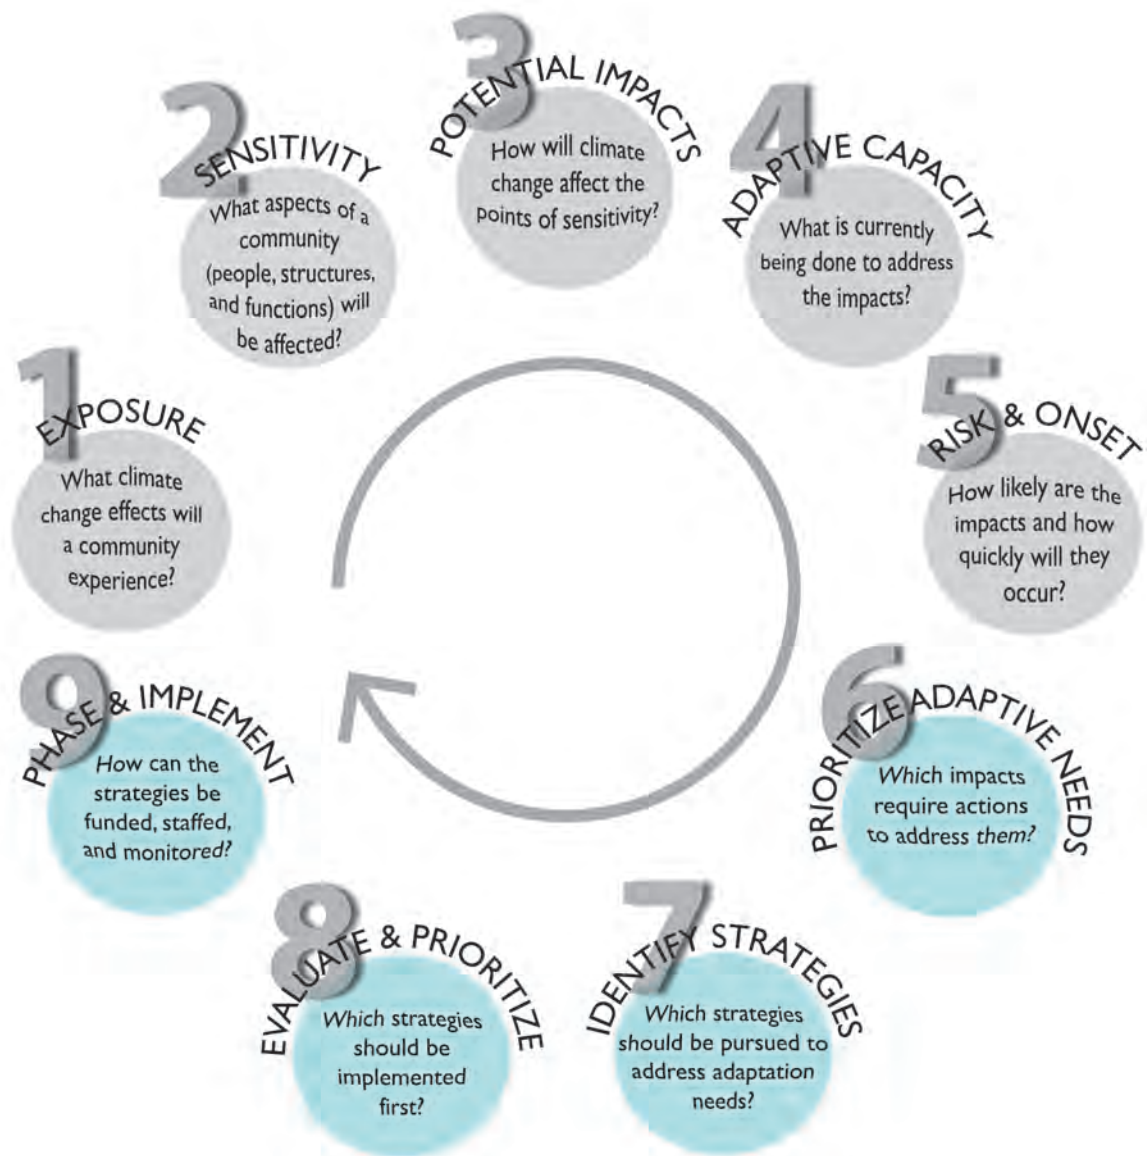 1
EXPOSURE
What climate
change effects will
a community
experience?
2
SENSITIVITY
What aspects of a
community
(people, structures,
and functions) will
be affected?
3
POTENTIAL IMPACTS
How will climate
change affect the
points of sensitivity?
4
ADAPTIVE CAPACITY
What is currently
being done to address
the impacts?
5
RISK & ONSET
How likely are the
impacts and how
quickly will they
occur?
6
PRIORITIZE ADAPTIVE NEEDS
Which impacts
require actions
to address them?
7
IDENTIFY STRATEGIES
Which strategies
should be pursued to
address adaptation
needs?
8
EVALUATE & PRIORITIZE
Which strategies
should be
implemented
first?
9
PHASE & IMPLEMENT
How can the
strategies be
funded, staffed,
and monitored?